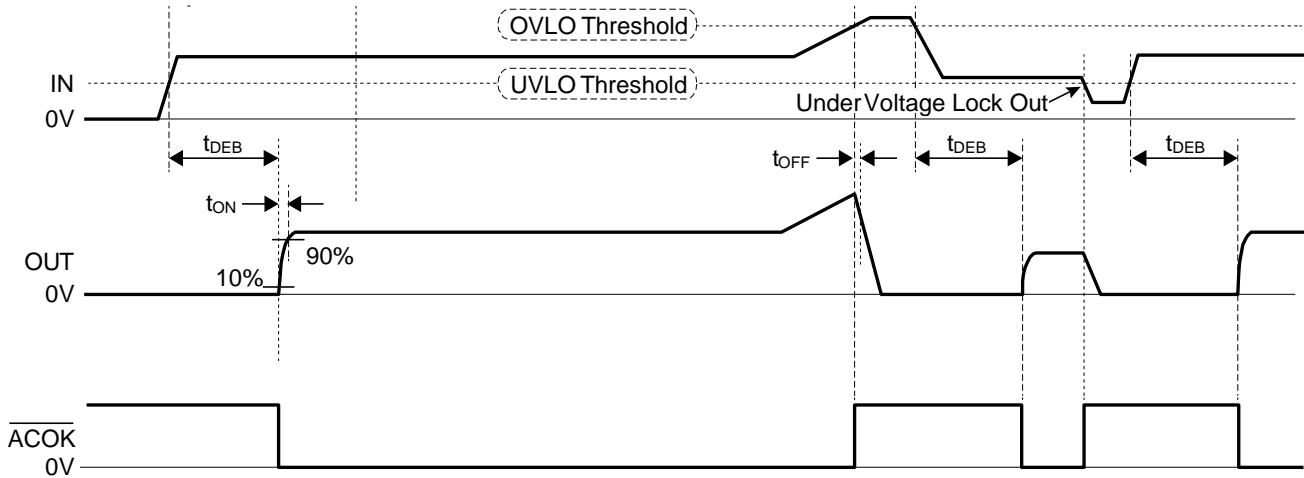 OVLO Threshold
IN
UVLO Threshold
Under Voltage Lock Out
0V
tDEB
tOFF
tDEB
tDEB
tON
OUT
90%
10%
0V
ACOK
0V